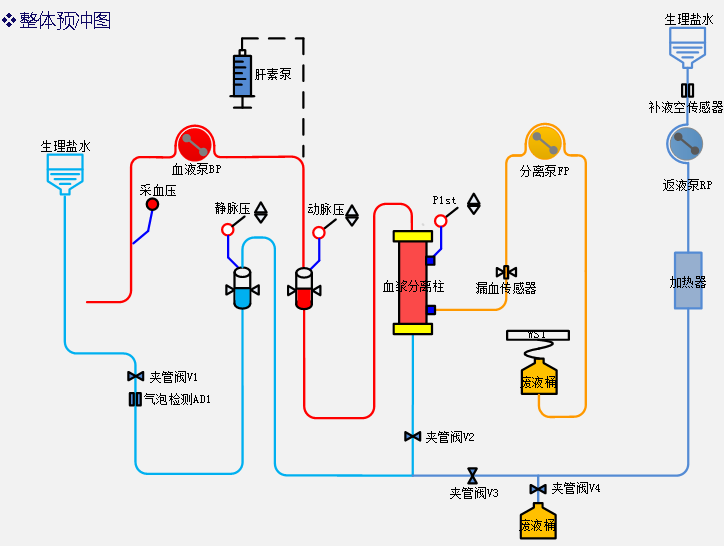 ❖ 整体预冲图
生理盐水
肝素泵
补液空传感器
生理盐水
血液泵BP
分离泵FP
返液泵RP
采血压
静脉压
动脉压
P1st
血浆分离柱
漏血传感器
加热器
WS1
废液桶
夹管阀V1
气泡检测AD1
夹管阀V2
夹管阀V3
夹管阀V4
废液桶